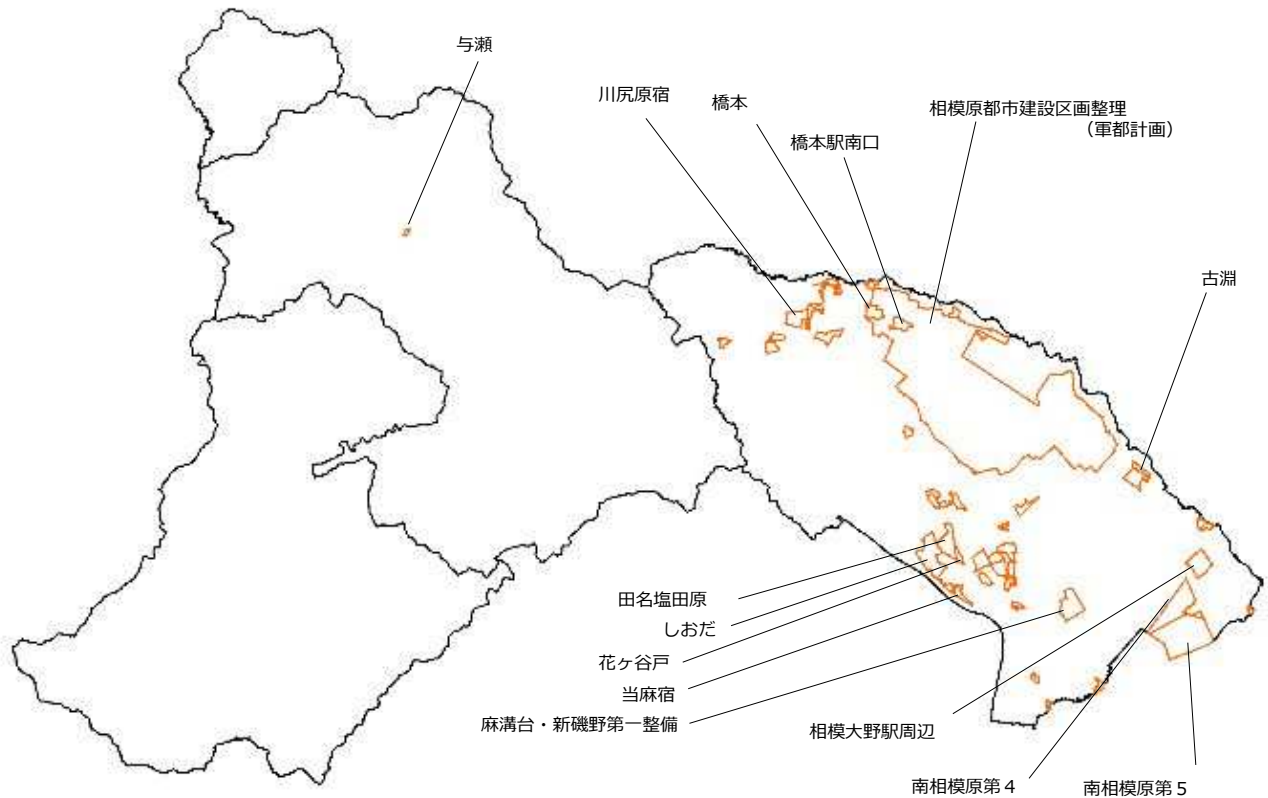 与瀬
川尻原宿
橋本
相模原都市建設区画整理
（軍都計画）
橋本駅南口
古淵
田名塩田原
しおだ
花ヶ谷戸
当麻宿
麻溝台・新磯野第一整備
相模大野駅周辺
南相模原第４
南相模原第５